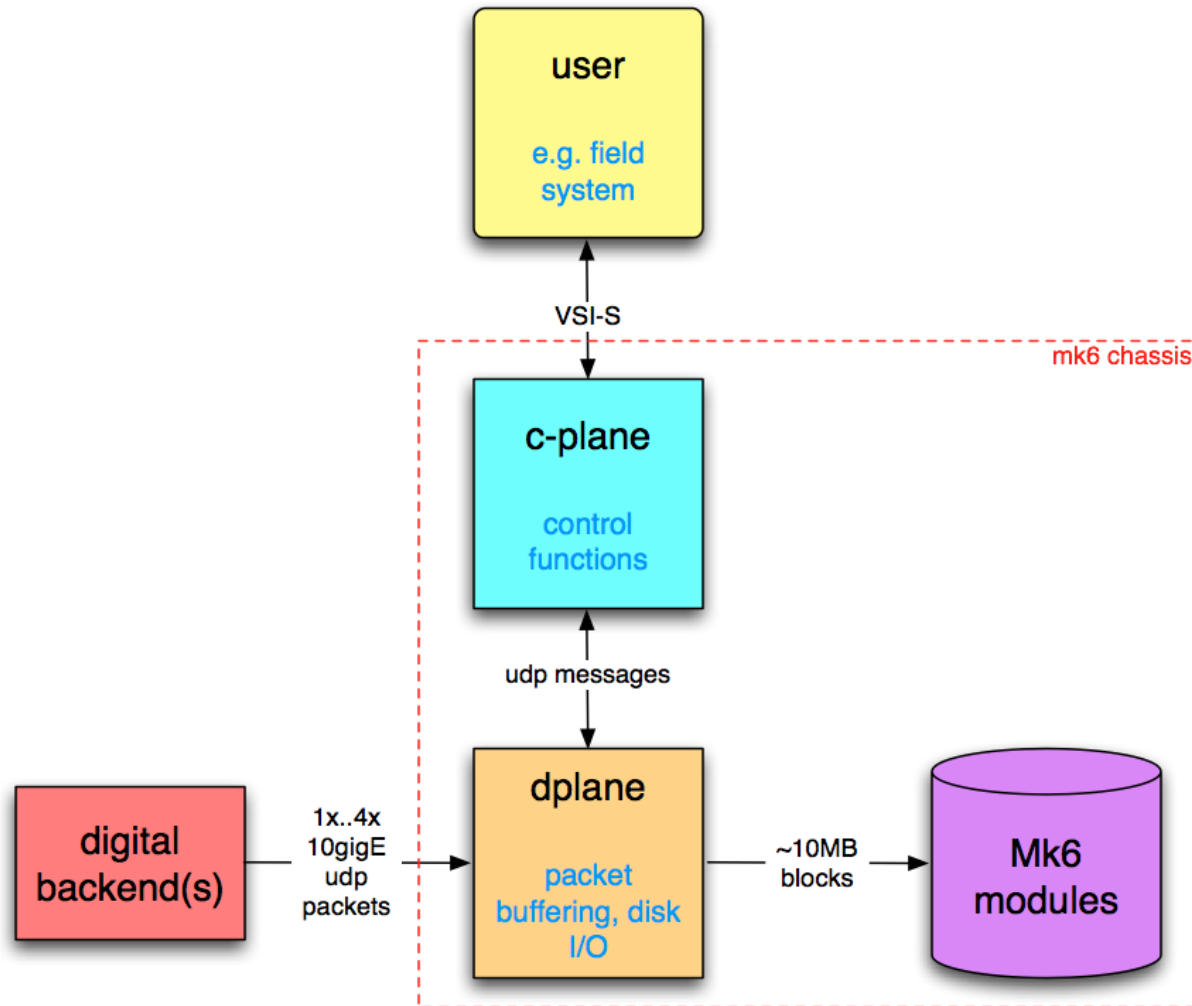 user
e.g. field
system
VSI-S
mk6 chassis
c-plane
control
functions
udp messages
digital
backend(s)
1x..4x
10gigE
udp
packets
dplane
packet
buffering, disk
I/O
~10MB
blocks
Mk6
modules